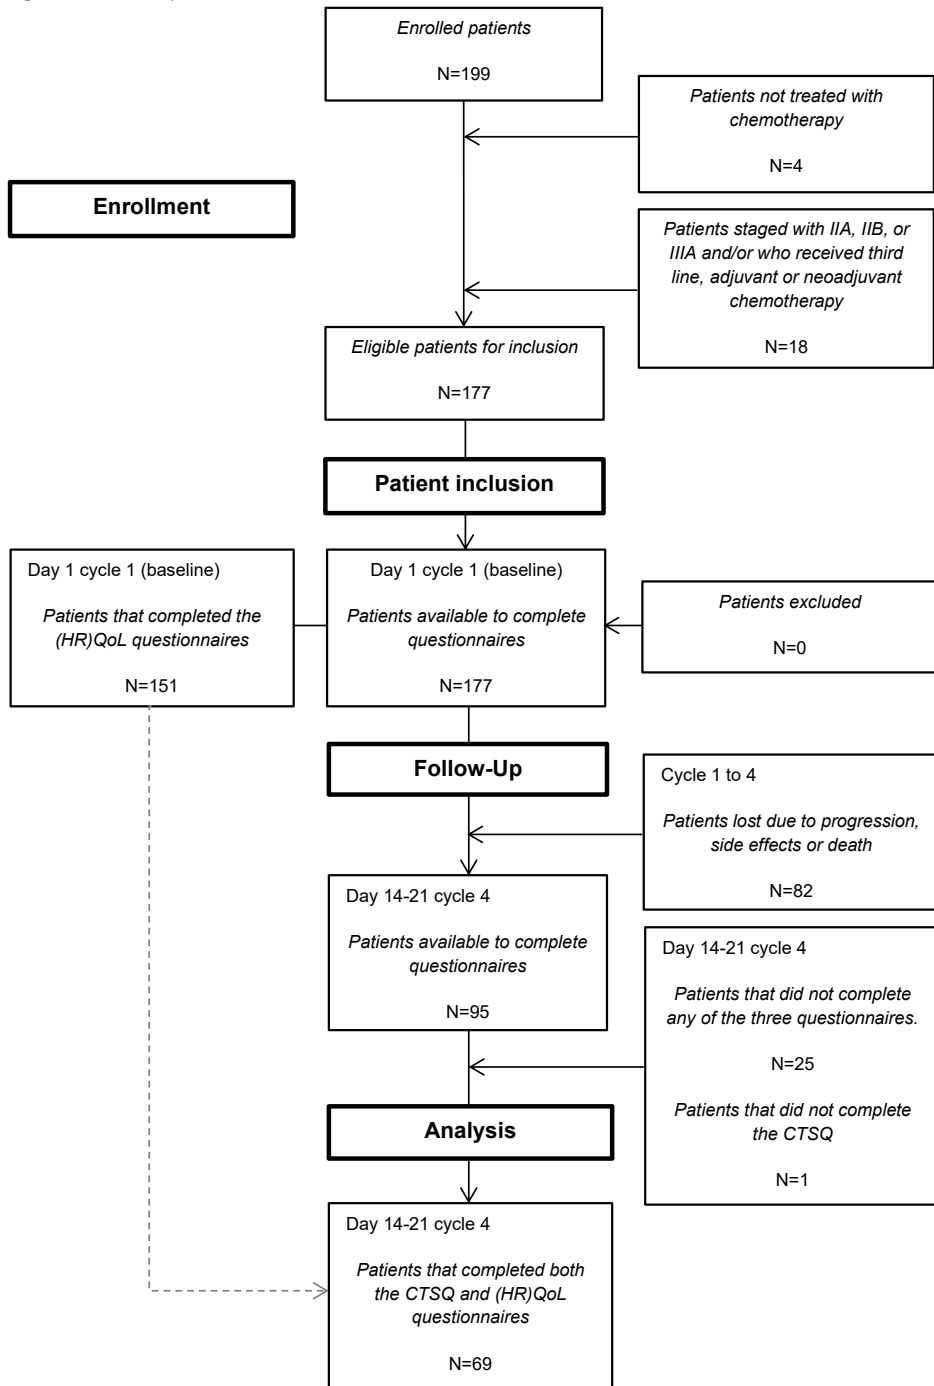 Enrolled patients
N=199
Patients not treated with
chemotherapy
N=4
Enrollment
Patients staged with IIA, IIB, or
IIIA and/or who received third
line, adjuvant or neoadjuvant
chemotherapy
N=18
Eligible patients for inclusion
N=177
Patient inclusion
Day 1 cycle 1 (baseline)
Patients that completed the
(HR)QoL questionnaires
N=151
Day 1 cycle 1 (baseline)
Patients available to complete
questionnaires
N=177
Patients excluded
N=0
Follow-Up
Cycle 1 to 4
Patients lost due to progression,
side effects or death
N=82
Day 14-21 cycle 4
Patients available to complete
questionnaires
N=95
Day 14-21 cycle 4
Patients that did not complete
any of the three questionnaires.
N=25
Patients that did not complete
the CTSQ
N=1
Analysis
Day 14-21 cycle 4
Patients that completed both
the CTSQ and (HR)QoL
questionnaires
N=69